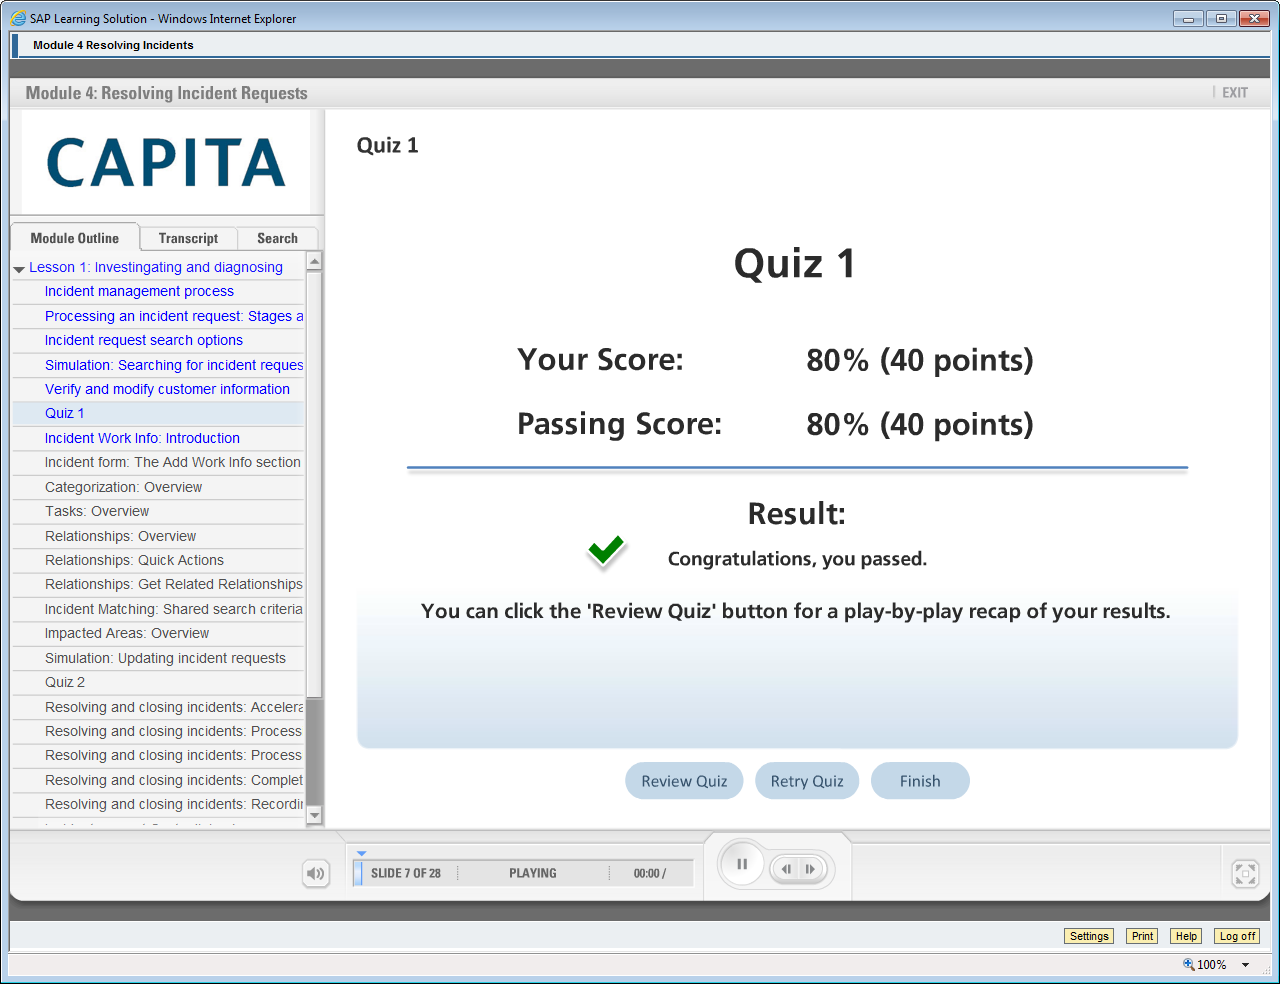 SAP Learning Solution - Windows Internet Explorer
Module 4 Resolving Incidents
Module 4: Resolving Incident Requests
EXIT
CAPITA
Module Outline
Transcript
Search
Lesson 1: Investingating and diagnosing
Incident management process
Processing an incident request: Stages a
Incident request search options
Simulation: Searching for incident reques
Verify and modify customer information
Quiz 1
Incident Work Info: Introduction
Incident form: The Add Work Info section
Categorization: Overview
Tasks: Overview
Relationships: Overview
Relationships: Quick Actions
Relationships: Get Related Relationships
Incident Matching: Shared search criteria
Impacted Areas: Overview
Simulation: Updating incident requests
Quiz 2
Resolving and closing incidents: Accelera
Resolving and closing incidents: Process
Resolving and closing incidents: Process
Resolving and closing incidents: Complet
Resolving and closing incidents: Recordin
Quiz 1
Quiz 1
Your Score: 80% (40 points)
Passing Score: 80% (40 points)
Result:
Congratulations, you passed.
You can click the 'Review Quiz' button for a play-by-play recap of your results.
Review Quiz
Retry Quiz
Finish
SLIDE 7 OF 28
PLAYING
00:00 /
Settings
Print
Help
Log off
100%